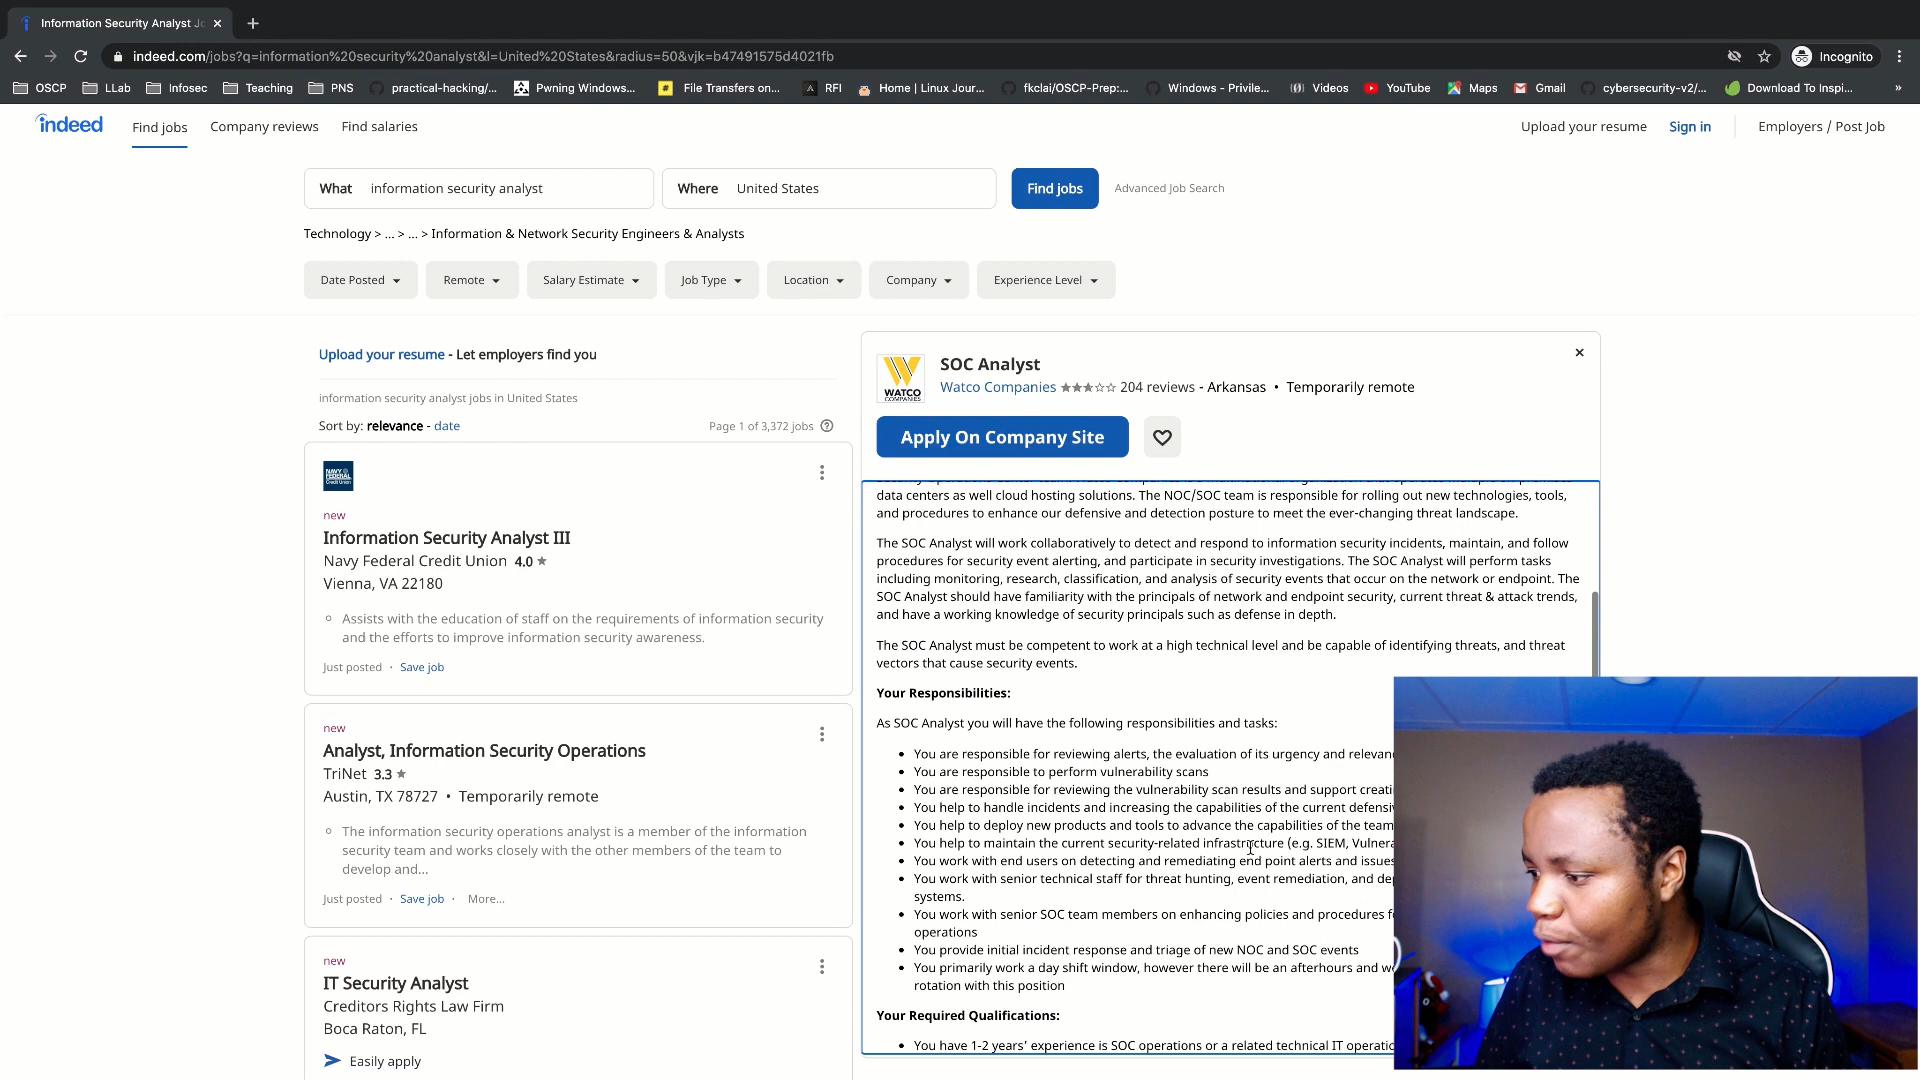 Information Security Analyst Jo
indeed.com/jobs?q=information%20security%20analyst&l=United%20States&radius=50&vjk=b47491575d4021fb
Incognito
OSCP
LLab
Infosec
Teaching
PNS
practical-hacking/...
Pwning Windows...
File Transfers on...
RFI
Home | Linux Jour...
fkclai/OSCP-Prep:...
Windows - Privile...
Videos
YouTube
Maps
Gmail
cybersecurity-v2/...
Download To Inspi...
»
indeed
Find jobs
Company reviews
Find salaries
Upload your resume
Sign in
Employers / Post Job
What information security analyst
Where United States
Find jobs
Advanced Job Search
Technology > ... > ... > Information & Network Security Engineers & Analysts
Date Posted
Remote
Salary Estimate
Job Type
Location
Company
Experience Level
Upload your resume - Let employers find you
information security analyst jobs in United States
Sort by: relevance - date
Page 1 of 3,372 jobs
NAVY FEDERAL Credit Union
new
Information Security Analyst III
Navy Federal Credit Union 4.0
Vienna, VA 22180
Assists with the education of staff on the requirements of information security
and the efforts to improve information security awareness.
Just posted · Save job
new
Analyst, Information Security Operations
TriNet 3.3
Austin, TX 78727 • Temporarily remote
The information security operations analyst is a member of the information
security team and works closely with the other members of the team to
develop and...
Just posted · Save job · More...
new
IT Security Analyst
Creditors Rights Law Firm
Boca Raton, FL
Easily apply
WATCO
COMPANIES
SOC Analyst
Watco Companies 204 reviews - Arkansas • Temporarily remote
Apply On Company Site
data centers as well cloud hosting solutions. The NOC/SOC team is responsible for rolling out new technologies, tools,
and procedures to enhance our defensive and detection posture to meet the ever-changing threat landscape.
The SOC Analyst will work collaboratively to detect and respond to information security incidents, maintain, and follow
procedures for security event alerting, and participate in security investigations. The SOC Analyst will perform tasks
including monitoring, research, classification, and analysis of security events that occur on the network or endpoint. The
SOC Analyst should have familiarity with the principals of network and endpoint security, current threat & attack trends,
and have a working knowledge of security principals such as defense in depth.
The SOC Analyst must be competent to work at a high technical level and be capable of identifying threats, and threat
vectors that cause security events.
Your Responsibilities:
As SOC Analyst you will have the following responsibilities and tasks:
You are responsible for reviewing alerts, the evaluation of its urgency and relevan
You are responsible to perform vulnerability scans
You are responsible for reviewing the vulnerability scan results and support creati
You help to handle incidents and increasing the capabilities of the current defensiv
You help to deploy new products and tools to advance the capabilities of the team
You help to maintain the current security-related infrastructure (e.g. SIEM, Vulnera
You work with end users on detecting and remediating end point alerts and issues
You work with senior technical staff for threat hunting, event remediation, and dep
systems.
You work with senior SOC team members on enhancing policies and procedures fo
operations
You provide initial incident response and triage of new NOC and SOC events
You primarily work a day shift window, however there will be an afterhours and we
rotation with this position
Your Required Qualifications:
You have 1-2 years' experience is SOC operations or a related technical IT operatio